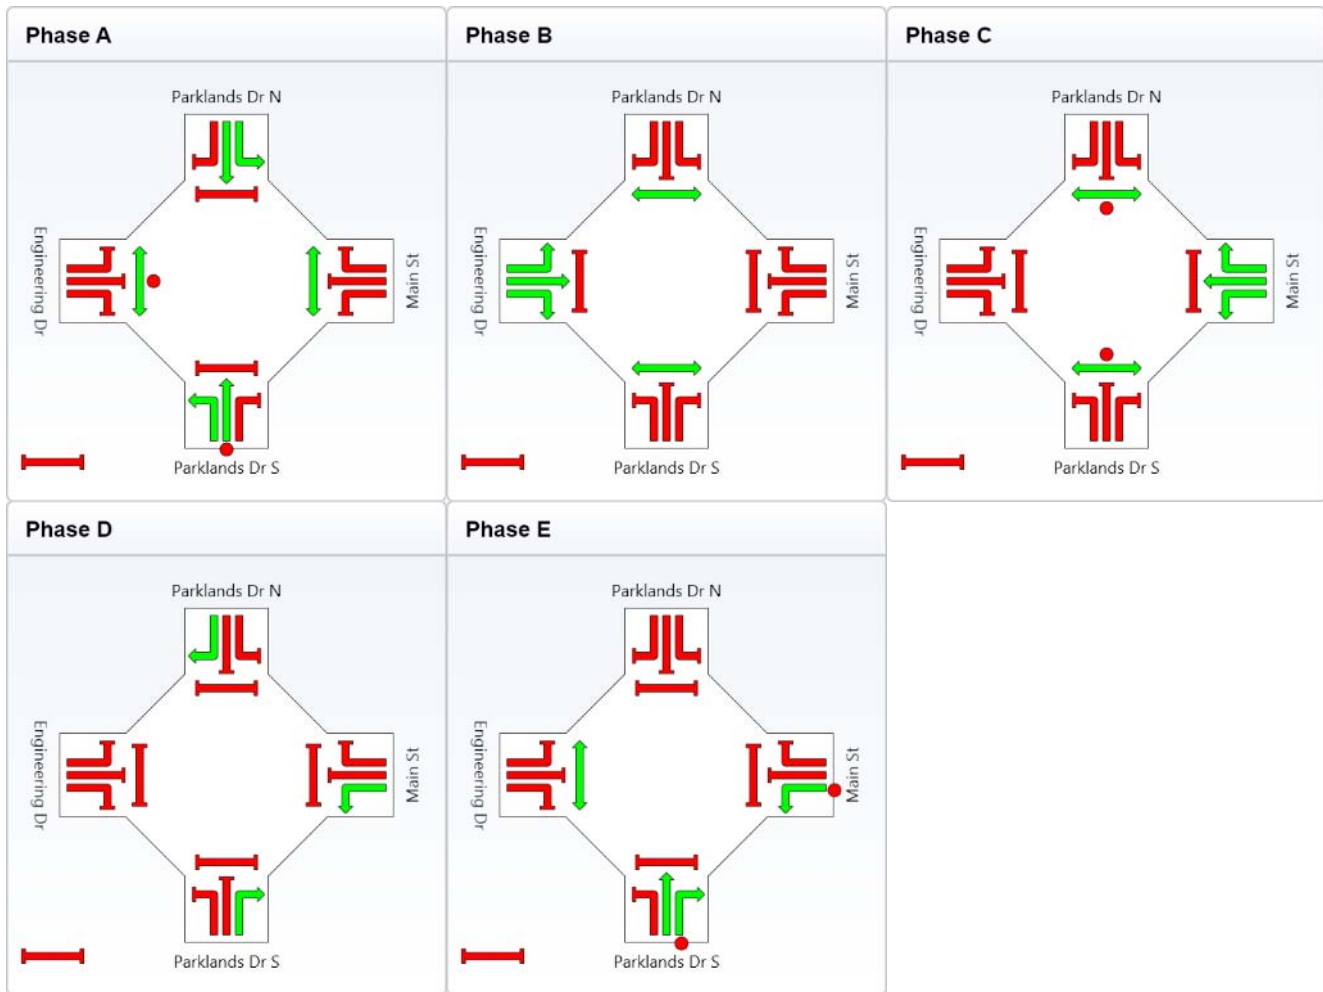 Phase A
Parklands Dr N
Engineering Dr
Main St
Parklands Dr S
Phase B
Parklands Dr N
Engineering Dr
Main St
Parklands Dr S
Phase C
Parklands Dr N
Engineering Dr
Main St
Parklands Dr S
Phase D
Parklands Dr N
Engineering Dr
Main St
Parklands Dr S
Phase E
Parklands Dr N
Engineering Dr
Main St
Parklands Dr S